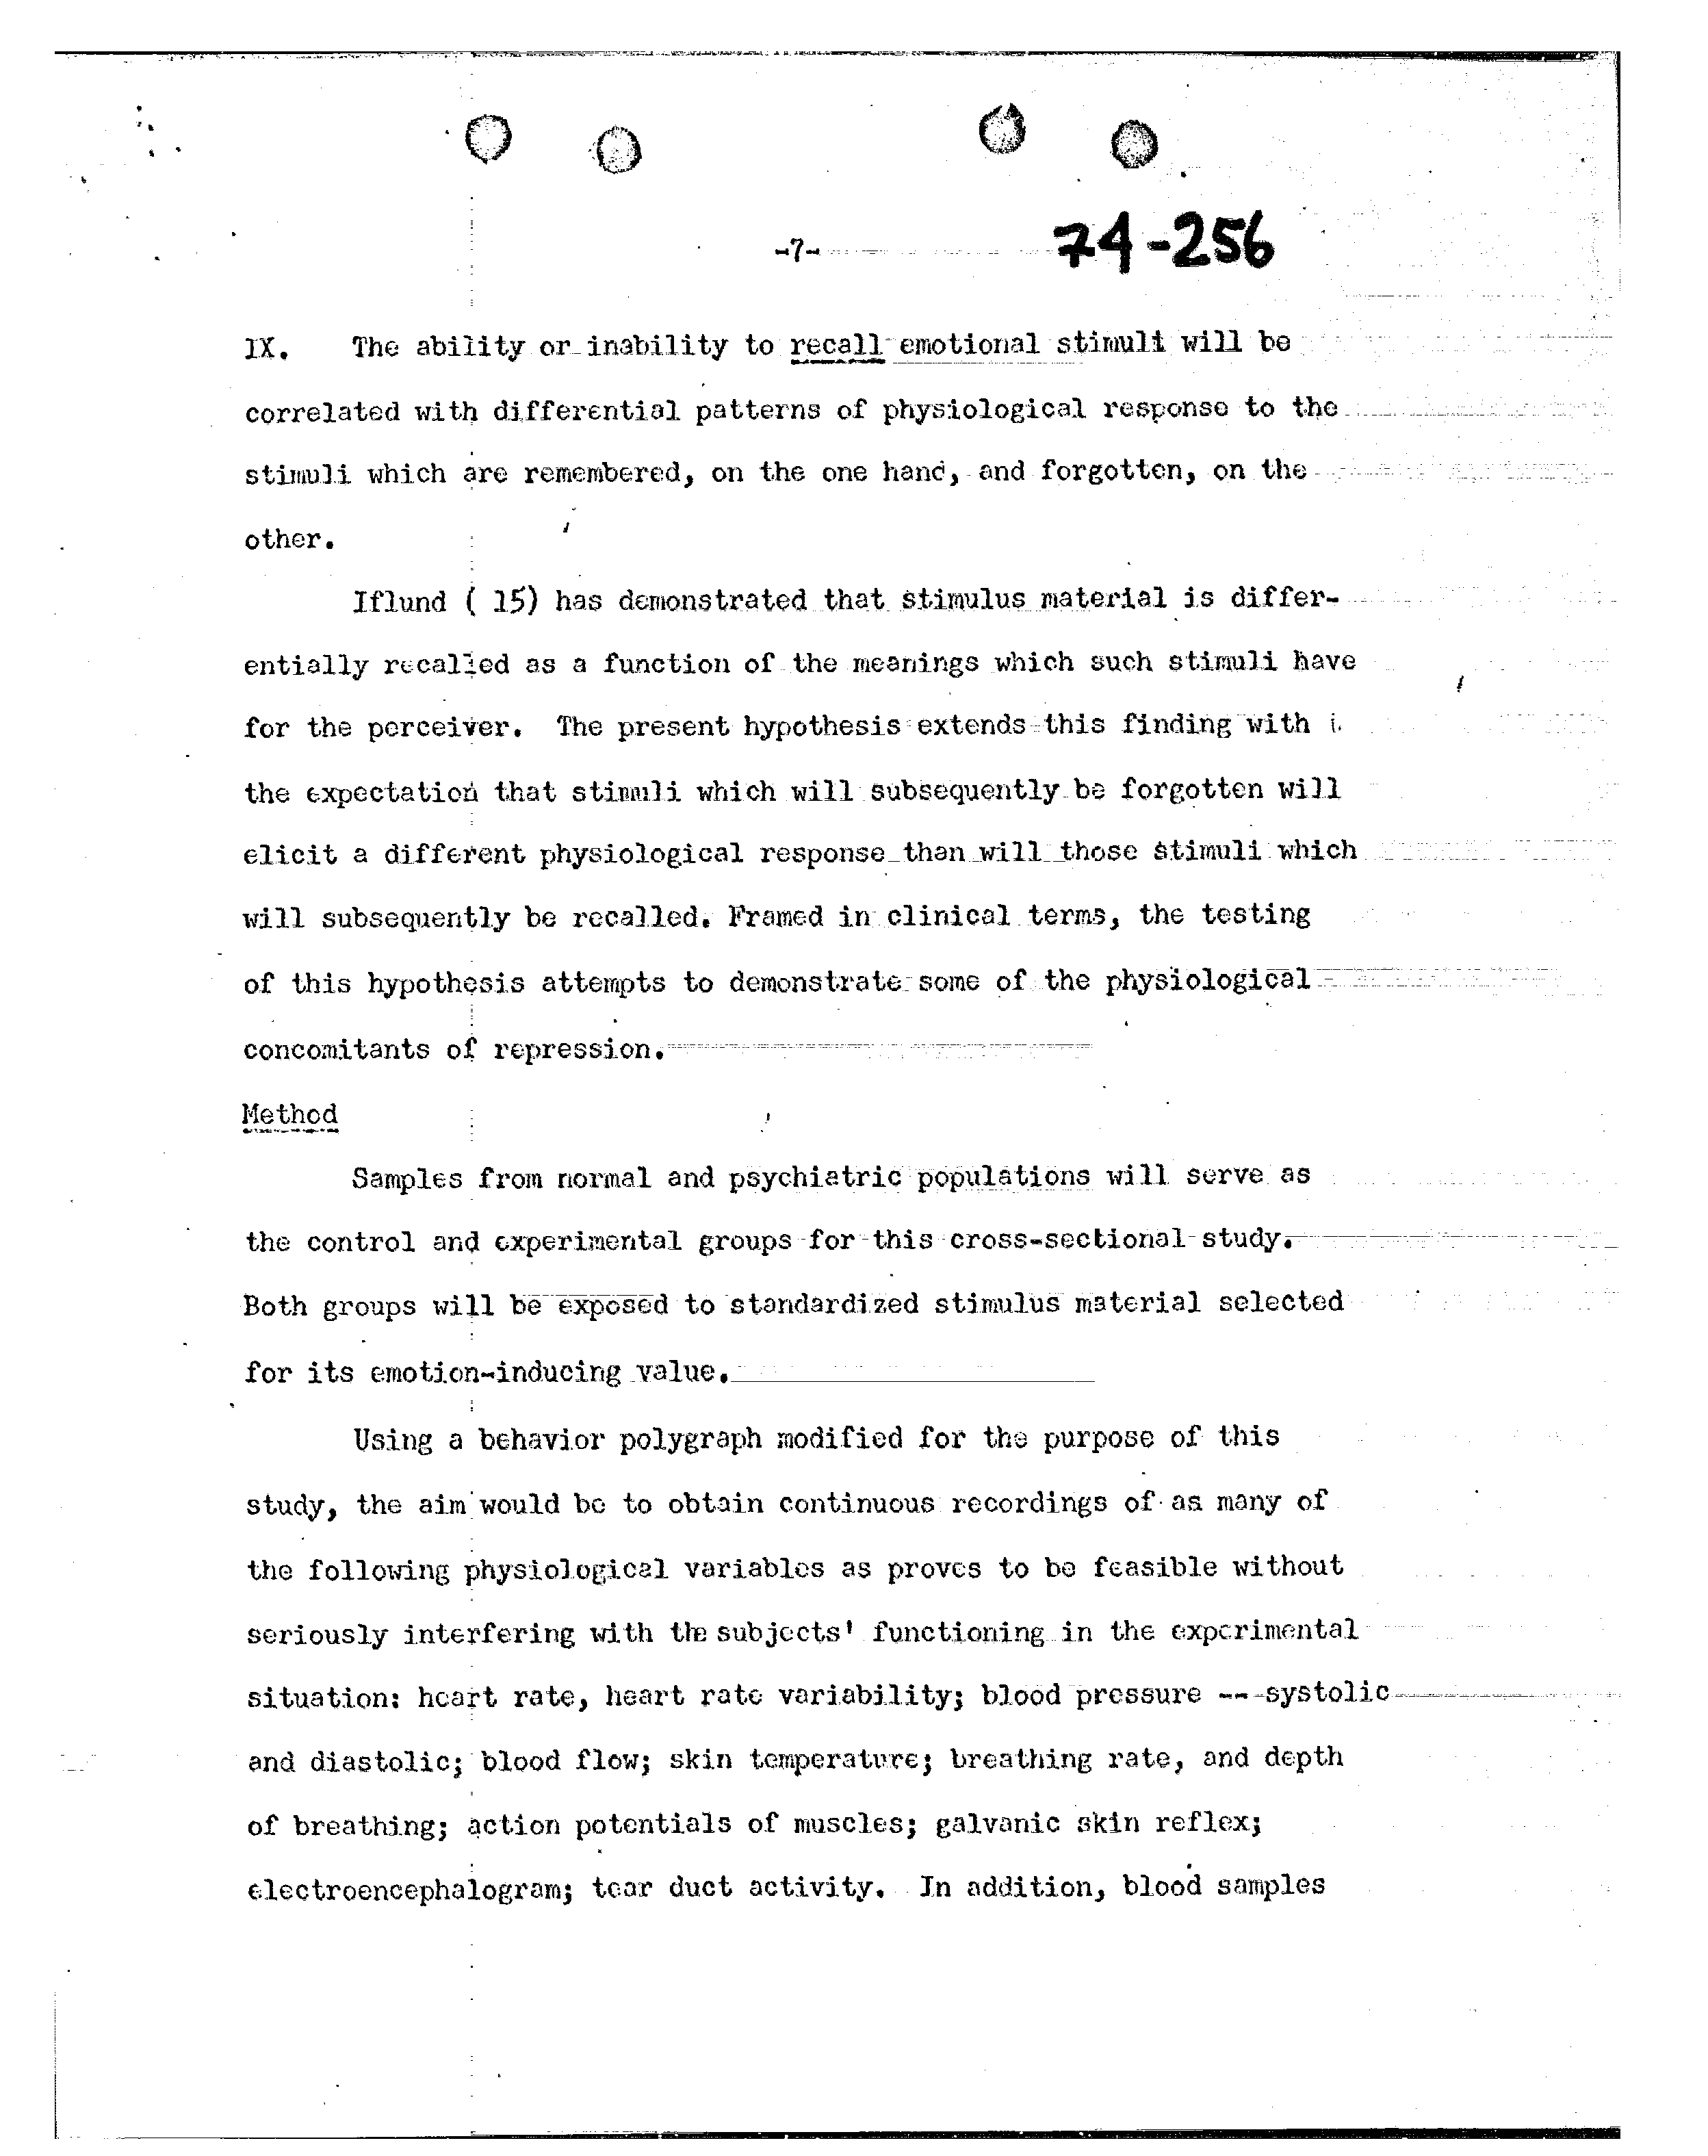 -7-
74-256
IX. The ability or inability to recall emotional stimuli will be
correlated with differential patterns of physiological response to the
stimuli which are remembered, on the one hand, and forgotten, on the
other.
Iflund ( 15) has demonstrated that stimulus material is differ-
entially recalled as a function of the meanings which such stimuli have
for the perceiver. The present hypothesis extends this finding with
the expectation that stimuli which will subsequently be forgotten will
elicit a different physiological response than will those stimuli which
will subsequently be recalled. Framed in clinical terms, the testing
of this hypothesis attempts to demonstrate some of the physiological
concomitants of repression.
Method
Samples from normal and psychiatric populations will serve as
the control and experimental groups for this cross-sectional study.
Both groups will be exposed to standardized stimulus material selected
for its emotion-inducing value.
Using a behavior polygraph modified for the purpose of this
study, the aim would be to obtain continuous recordings of as many of
the following physiological variables as proves to be feasible without
seriously interfering with the subjects' functioning in the experimental
situation: heart rate, heart rate variability; blood pressure -- systolic
and diastolic; blood flow; skin temperature; breathing rate, and depth
of breathing; action potentials of muscles; galvanic skin reflex;
electroencephalogram; tear duct activity. In addition, blood samples